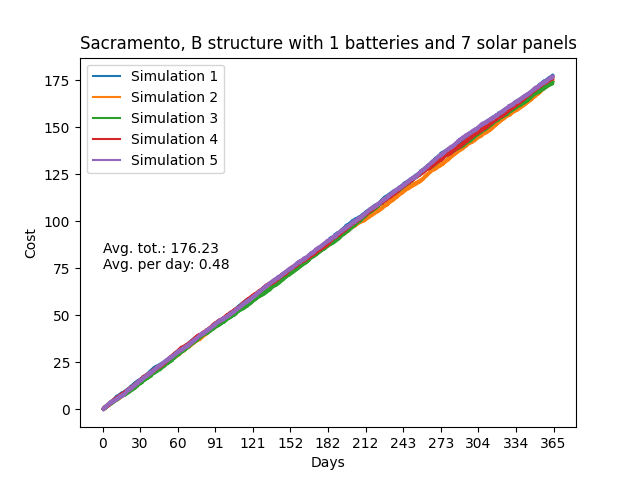 Sacramento, B structure with 1 batteries and 7 solar panels
Simulation 1
Simulation 2
Simulation 3
Simulation 4
Simulation 5
Avg. tot.: 176.23
Avg. per day: 0.48
Cost
175
150
125
100
75
50
25
0
0 30 60 91 121 152 182 212 243 273 304 334 365
Days